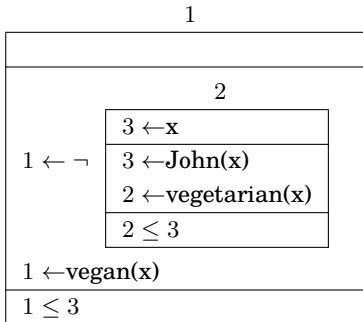 1
2
3 ←x
1 ← ¬
3 ←John(x)
2 ←vegetarian(x)
2 ≤ 3
1 ←vegan(x)
1 ≤ 3